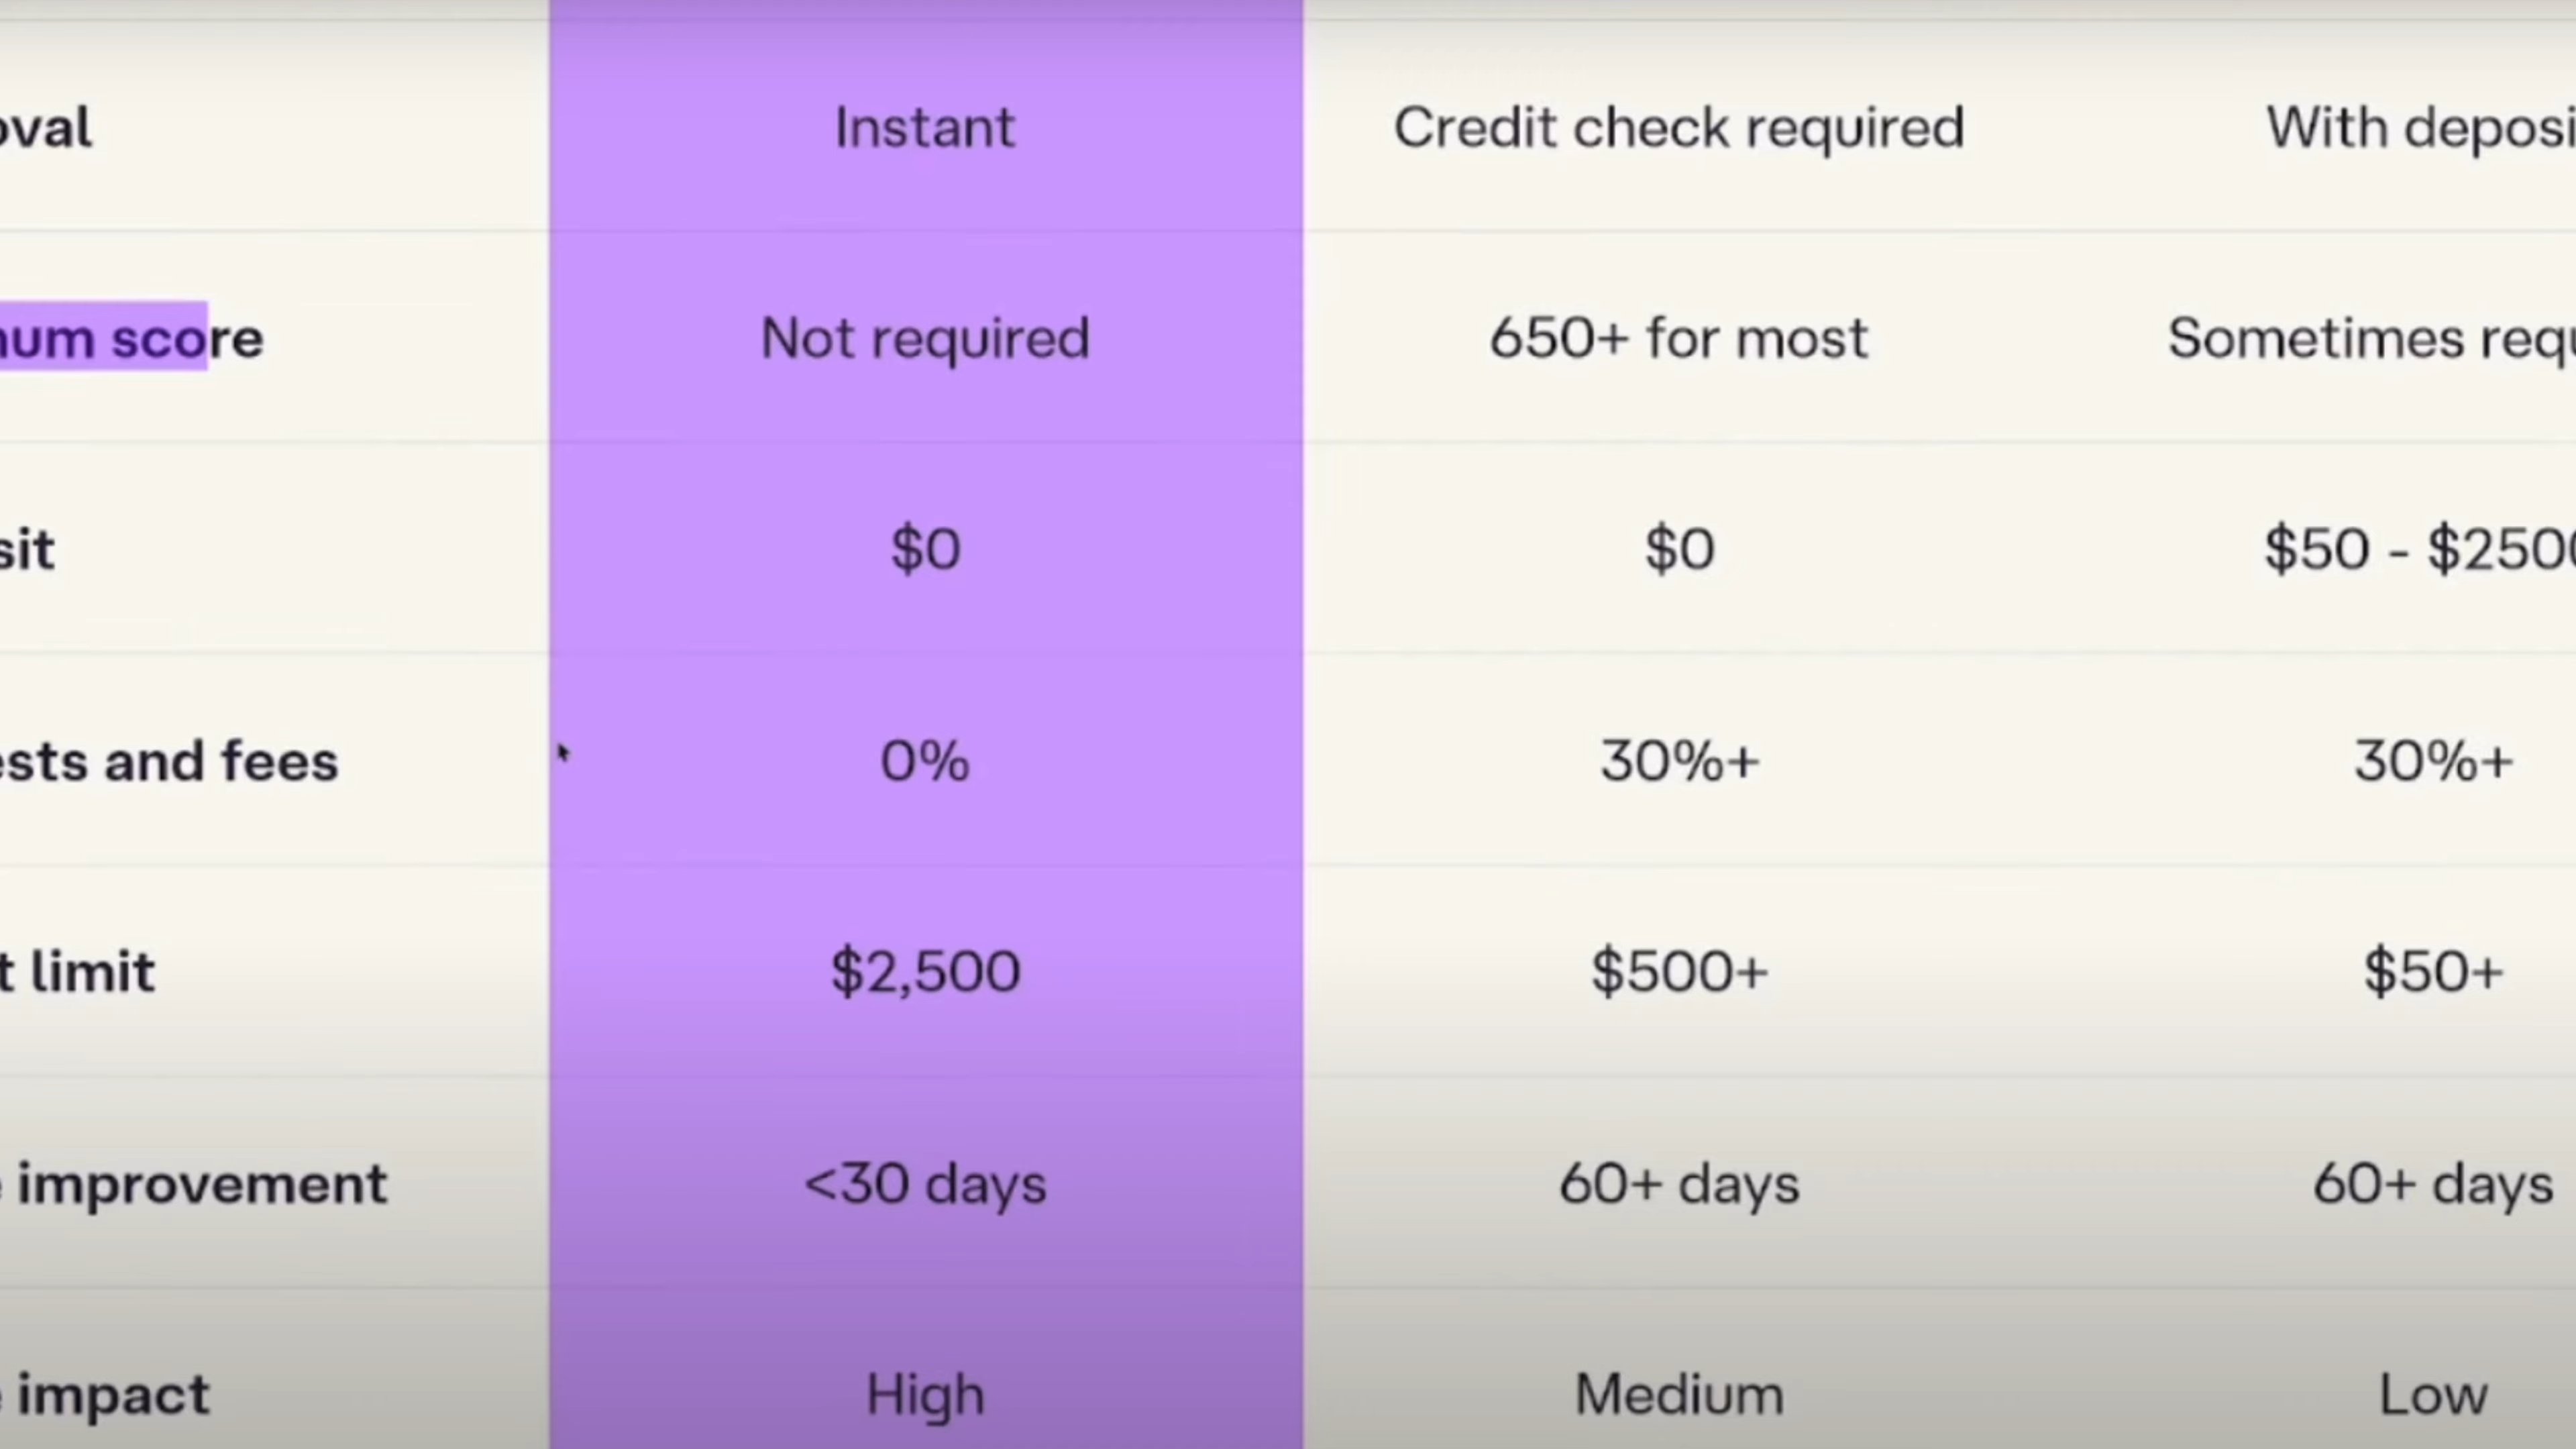 oval Instant Credit check required With deposi
num score Not required 650+ for most Sometimes requ
sit $0 $0 $50 - $2500
ests and fees 0% 30%+ 30%+
t limit $2,500 $500+ $50+
e improvement <30 days 60+ days 60+ days
e impact High Medium Low